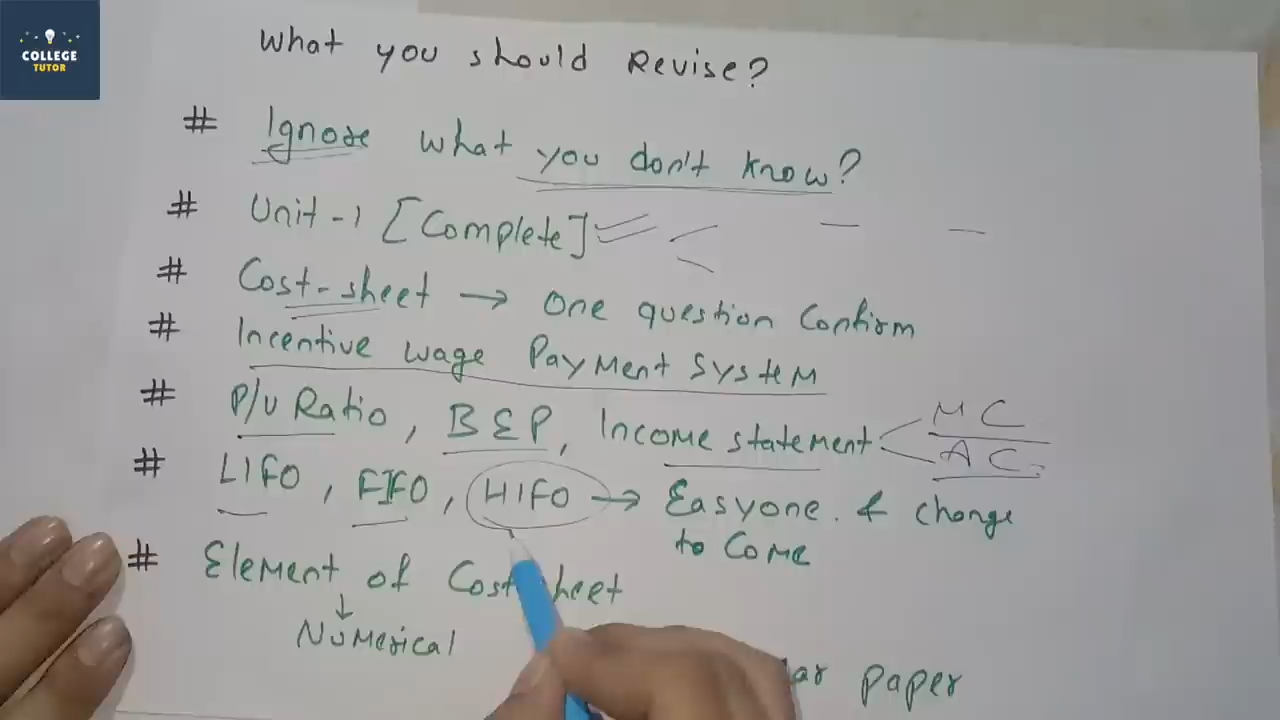 COLLEGE
TUTOR
What you should Revise?
# Ignore what you don't know?
# Unit-1 [Complete]
# Cost-sheet → One question Confirm
# Incentive wage Payment System
# P/V Ratio, BEP, Income statement
MC
AC
# LIFO, FIFO, HIFO → Easyone. & change
to Come
# Element of Cost sheet
↓
Numerical
paper